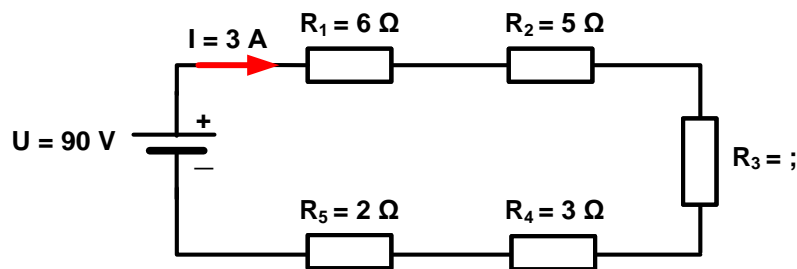 I = 3 A
R₁ = 6 Ω
R₂ = 5 Ω
U = 90 V
+
_
R₃ = ;
R₅ = 2 Ω
R₄ = 3 Ω